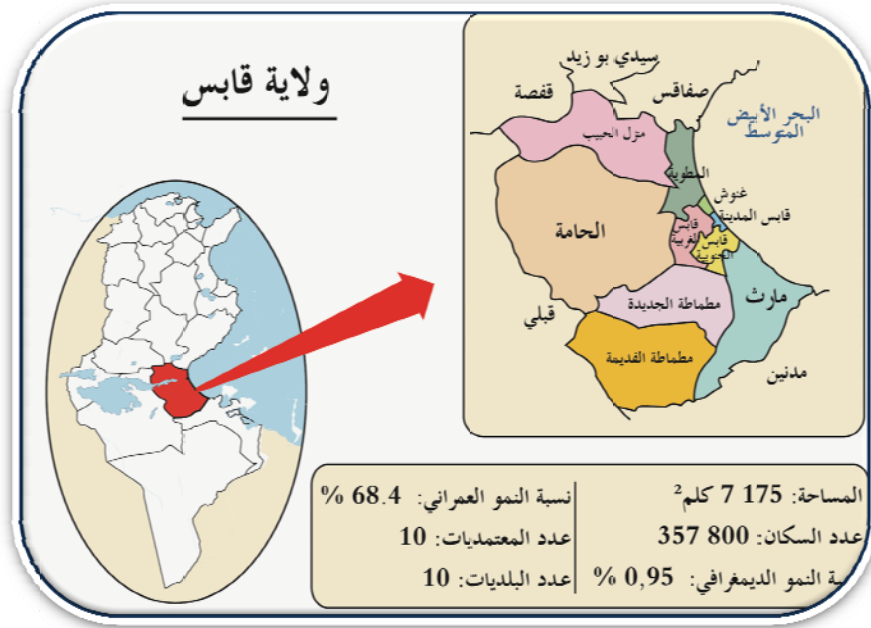 ولاية قابس
سيدي بو زيد
صفاقس
قفصة
البحر الأبيض
المتوسط
منزل الحبيب
المطوية
غنوش
قابس المدينة
قابس
الغربية
قابس
الجنوبية
الحامة
مارث
مطماطة الجديدة
قبلي
مطماطة القديمة
مدنين
المساحة: 175 7 كلم²
عدد السكان: 800 357
النمو الديمغرافي: 0,95 %
نسبة النمو العمراني: 68.4 %
عدد المعتمديات: 10
عدد البلديات: 10